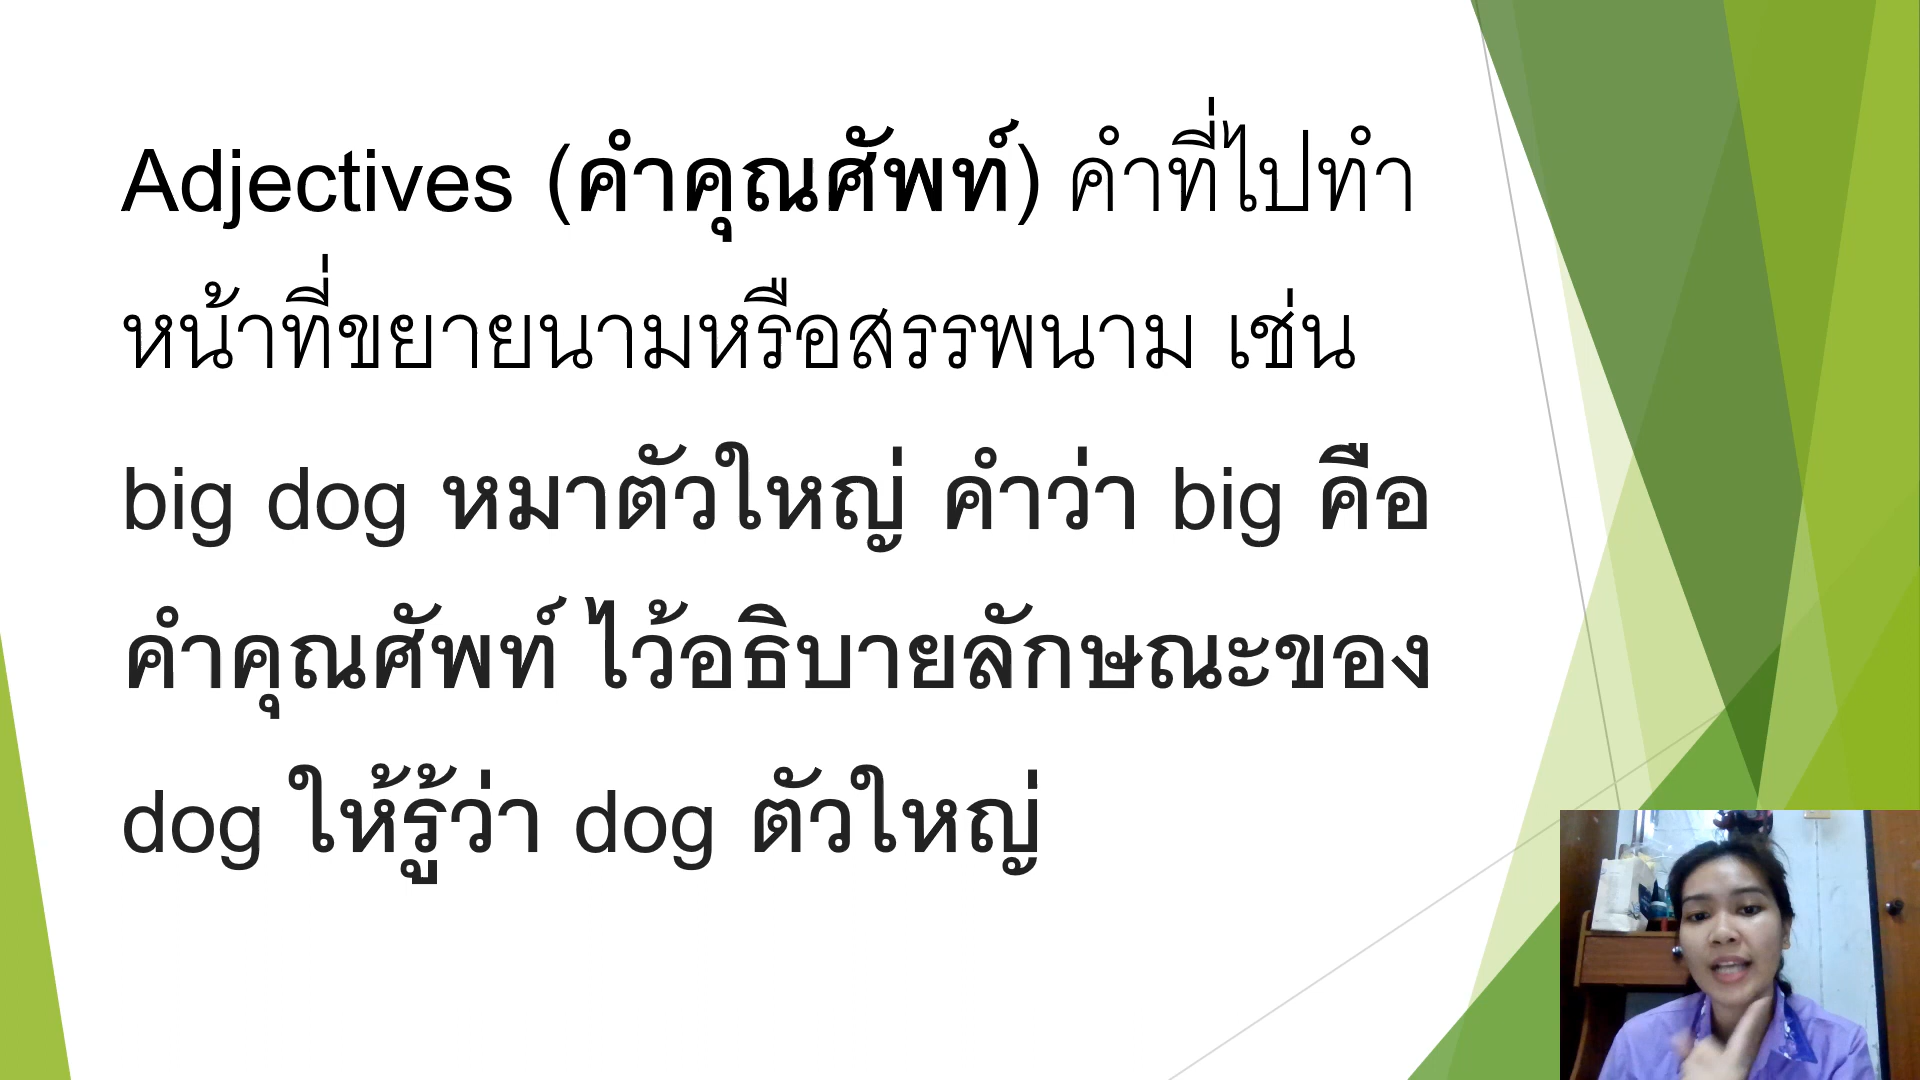 Adjectives (คำคุณศัพท์) คำที่ไปทำ
หน้าที่ขยายนามหรือสรรพนาม เช่น
big dog หมาตัวใหญ่ คำว่า big คือ
คำคุณศัพท์ ไว้อธิบายลักษณะของ
dog ให้รู้ว่า dog ตัวใหญ่